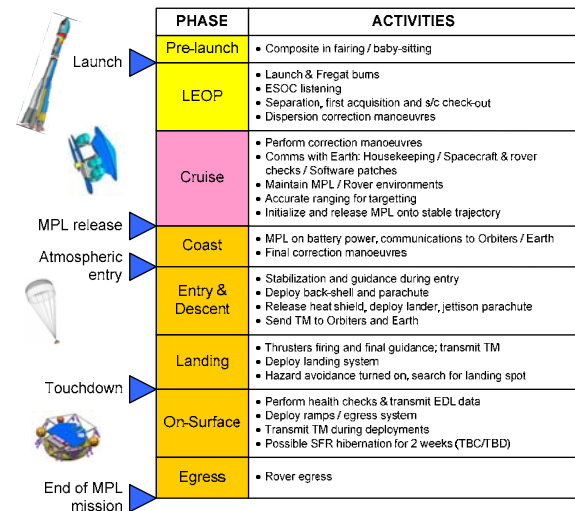 PHASE
ACTIVITIES
Pre-launch
• Composite in fairing / baby-sitting
Launch
LEOP
• Launch & Fregat burns
• ESOC listening
• Separation, first acquisition and s/c check-out
• Dispersion correction manoeuvres
Cruise
• Perform correction manoeuvres
• Comms with Earth: Housekeeping / Spacecraft & rover
checks / Software patches
• Maintain MPL / Rover environments
• Accurate ranging for targetting
• Initialize and release MPL onto stable trajectory
MPL release
Coast
• MPL on battery power, communications to Orbiters / Earth
• Final correction manoeuvres
Atmospheric
entry
Entry &
Descent
• Stabilization and guidance during entry
• Deploy back-shell and parachute
• Release heat shield, deploy lander, jettison parachute
• Send TM to Orbiters and Earth
Landing
• Thrusters firing and final guidance; transmit TM
• Deploy landing system
• Hazard avoidance turned on, search for landing spot
Touchdown
On-Surface
• Perform health checks & transmit EDL data
• Deploy ramps / egress system
• Transmit TM during deployments
• Possible SFR hibernation for 2 weeks (TBC/TBD)
Egress
• Rover egress
End of MPL
mission